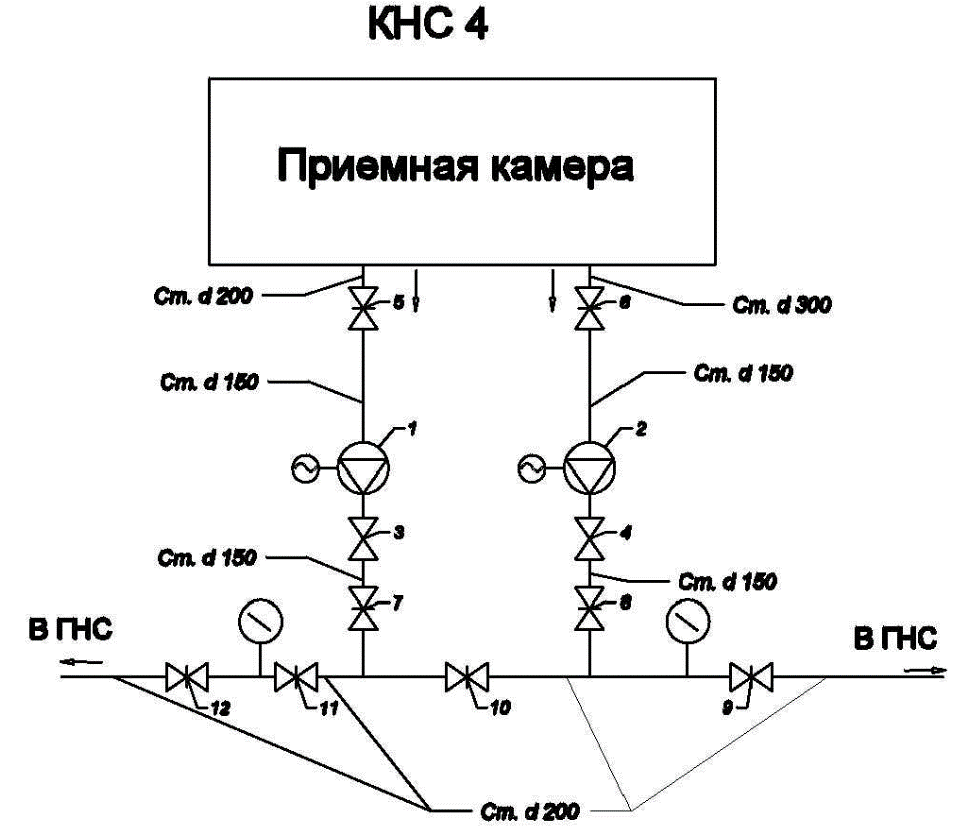 КНС 4
Приемная камера
Ст. d 200
5
6
Ст. d 300
Ст. d 150
Ст. d 150
1
2
3
4
Ст. d 150
Ст. d 150
7
8
В ГНС
В ГНС
12
11
10
9
Ст. d 200